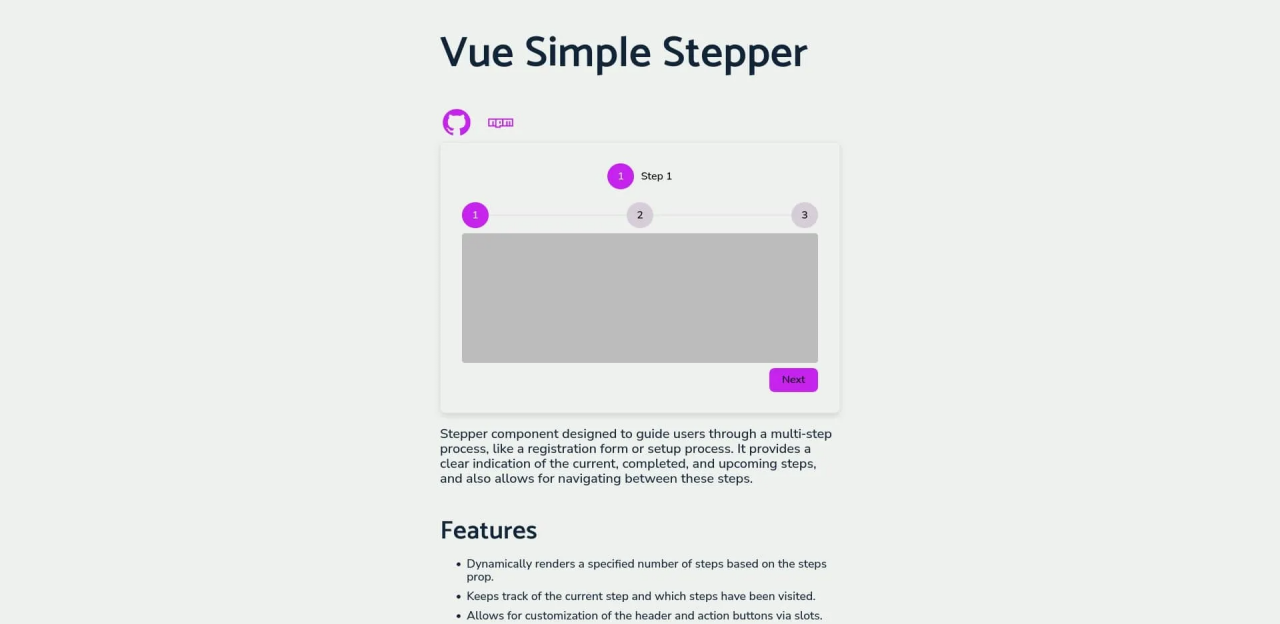 Vue Simple Stepper
1 Step 1
1 2 3
Next
Stepper component designed to guide users through a multi-step
process, like a registration form or setup process. It provides a
clear indication of the current, completed, and upcoming steps,
and also allows for navigating between these steps.
Features
• Dynamically renders a specified number of steps based on the steps
prop.
• Keeps track of the current step and which steps have been visited.
• Allows for customization of the header and action buttons via slots.